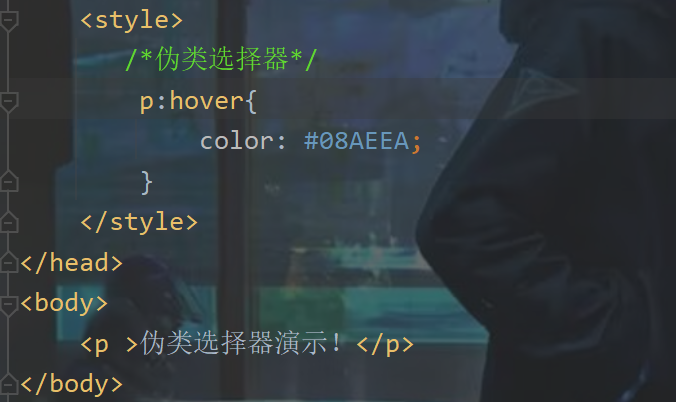 <style>
/*伪类选择器*/
p:hover{
color: #08AEEA;
}
</style>
</head>
<body>
<p >伪类选择器演示！</p>
</body>